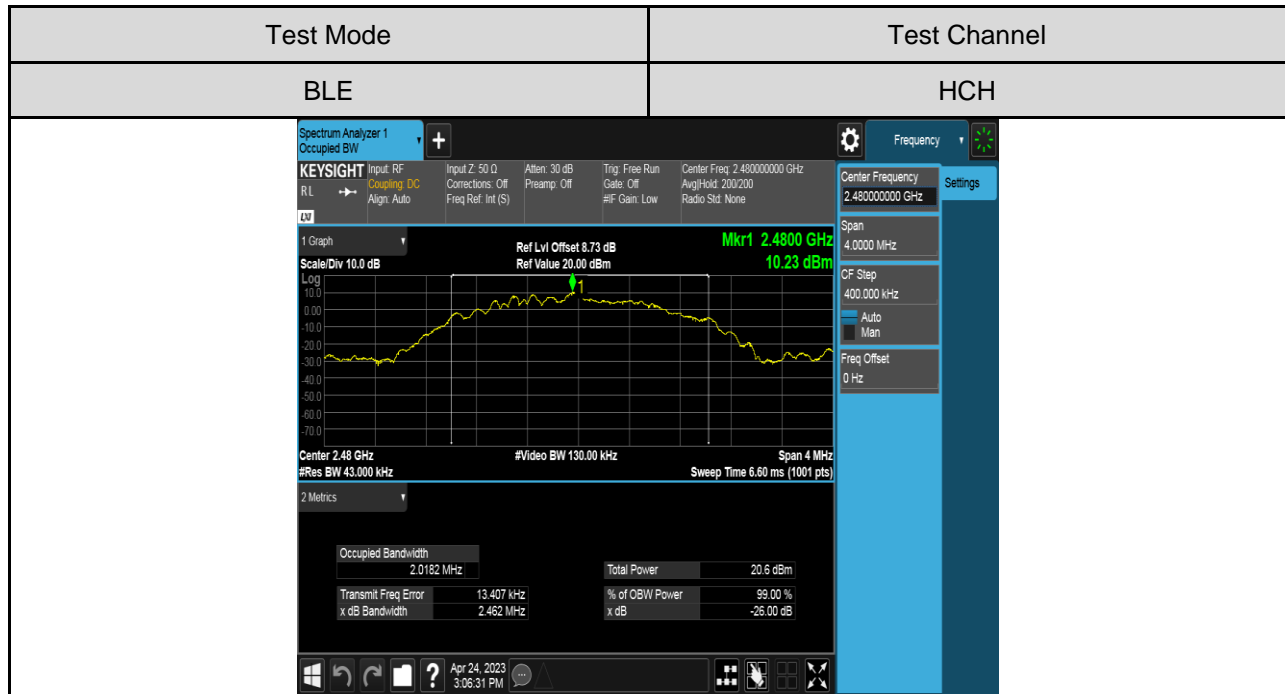 Test Mode Test Channel
BLE HCH
Spectrum Analyzer 1
Occupied BW
+
Frequency
KEYSIGHT
RL
LXI
Input: RF
Coupling: DC
Align: Auto
Input Z: 50 Ω
Corrections: Off
Freq Ref: Int (S)
Atten: 30 dB
Preamp: Off
Trig: Free Run
Gate: Off
#IF Gain: Low
Center Freq: 2.480000000 GHz
Avg|Hold: 200/200
Radio Std: None
Center Frequency
2.480000000 GHz
Settings
Span
4.0000 MHz
CF Step
400.000 kHz
Auto
Man
Freq Offset
0 Hz
1 Graph
Scale/Div 10.0 dB
Ref Lvl Offset 8.73 dB
Ref Value 20.00 dBm
Mkr1 2.4800 GHz
10.23 dBm
Log
10.0
0.00
-10.0
-20.0
-30.0
-40.0
-50.0
-60.0
-70.0
1
Center 2.48 GHz #Video BW 130.00 kHz Span 4 MHz
#Res BW 43.000 kHz Sweep Time 6.60 ms (1001 pts)
2 Metrics
Occupied Bandwidth
2.0182 MHz
Total Power 20.6 dBm
Transmit Freq Error 13.407 kHz % of OBW Power 99.00 %
x dB Bandwidth 2.462 MHz x dB -26.00 dB
?
Apr 24, 2023
3:06:31 PM